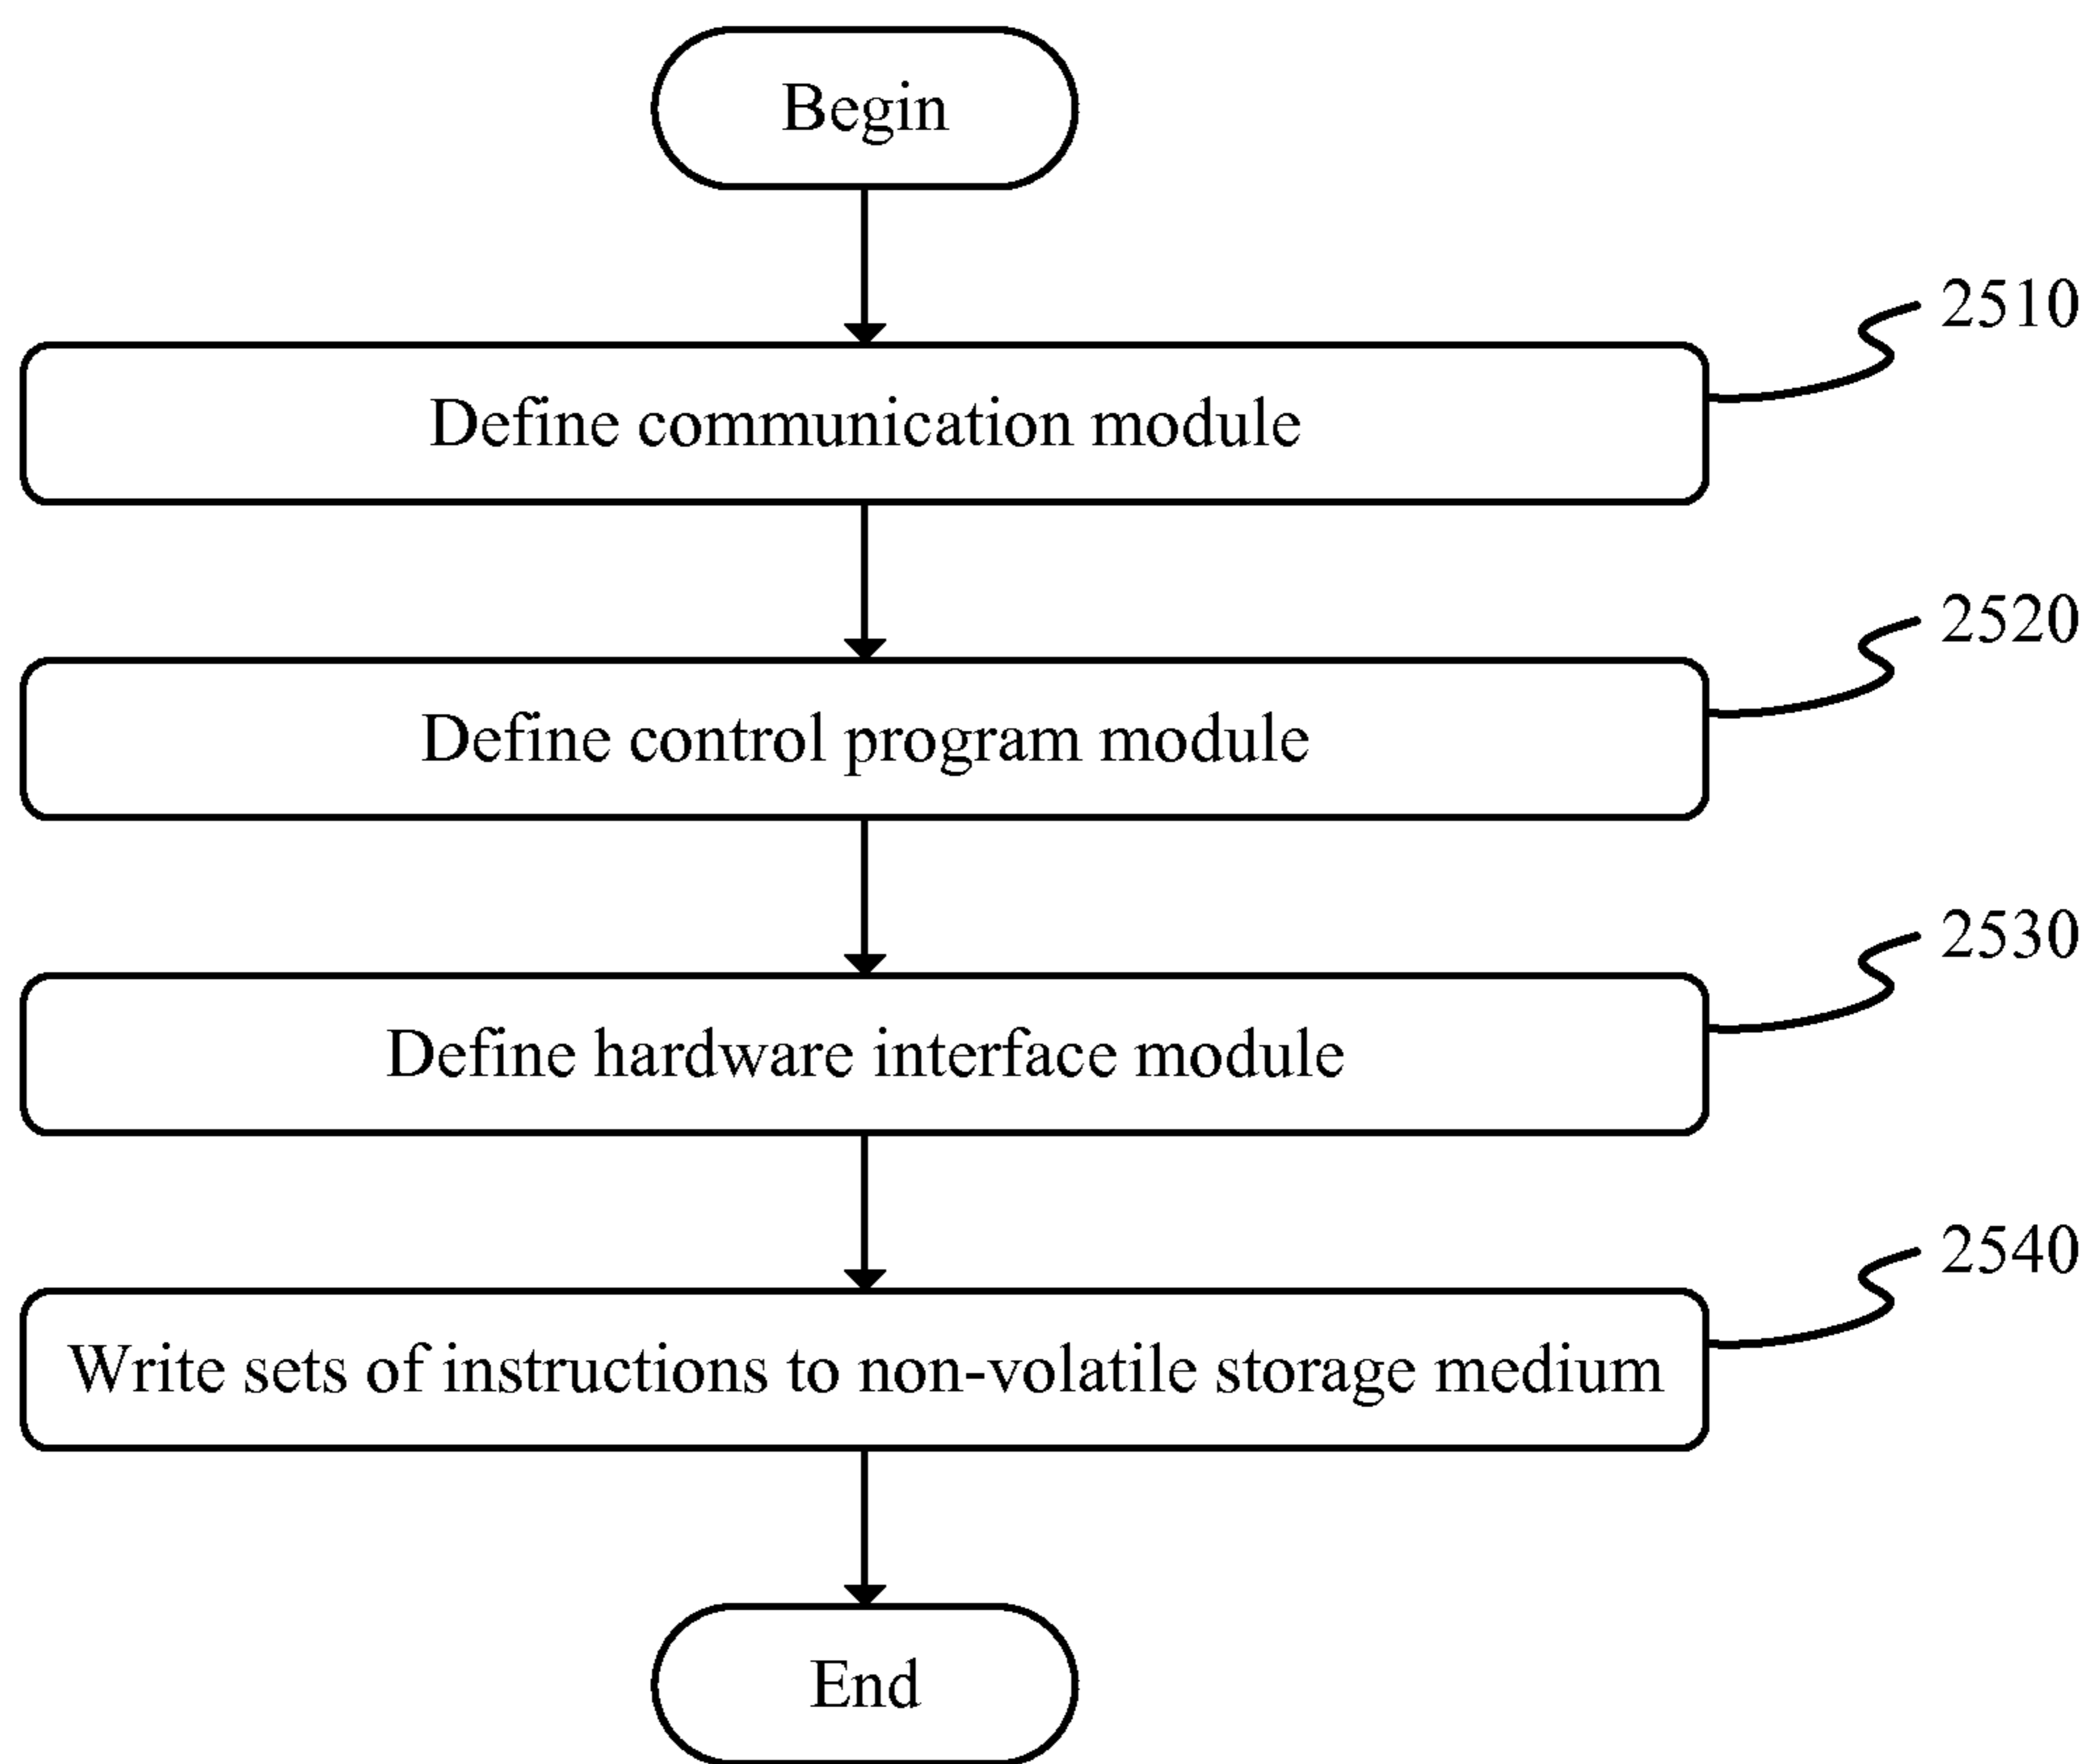 Begin
2510
Define communication module
2520
Define control program module
2530
Define hardware interface module
2540
Write sets of instructions to non-volatile storage medium
End